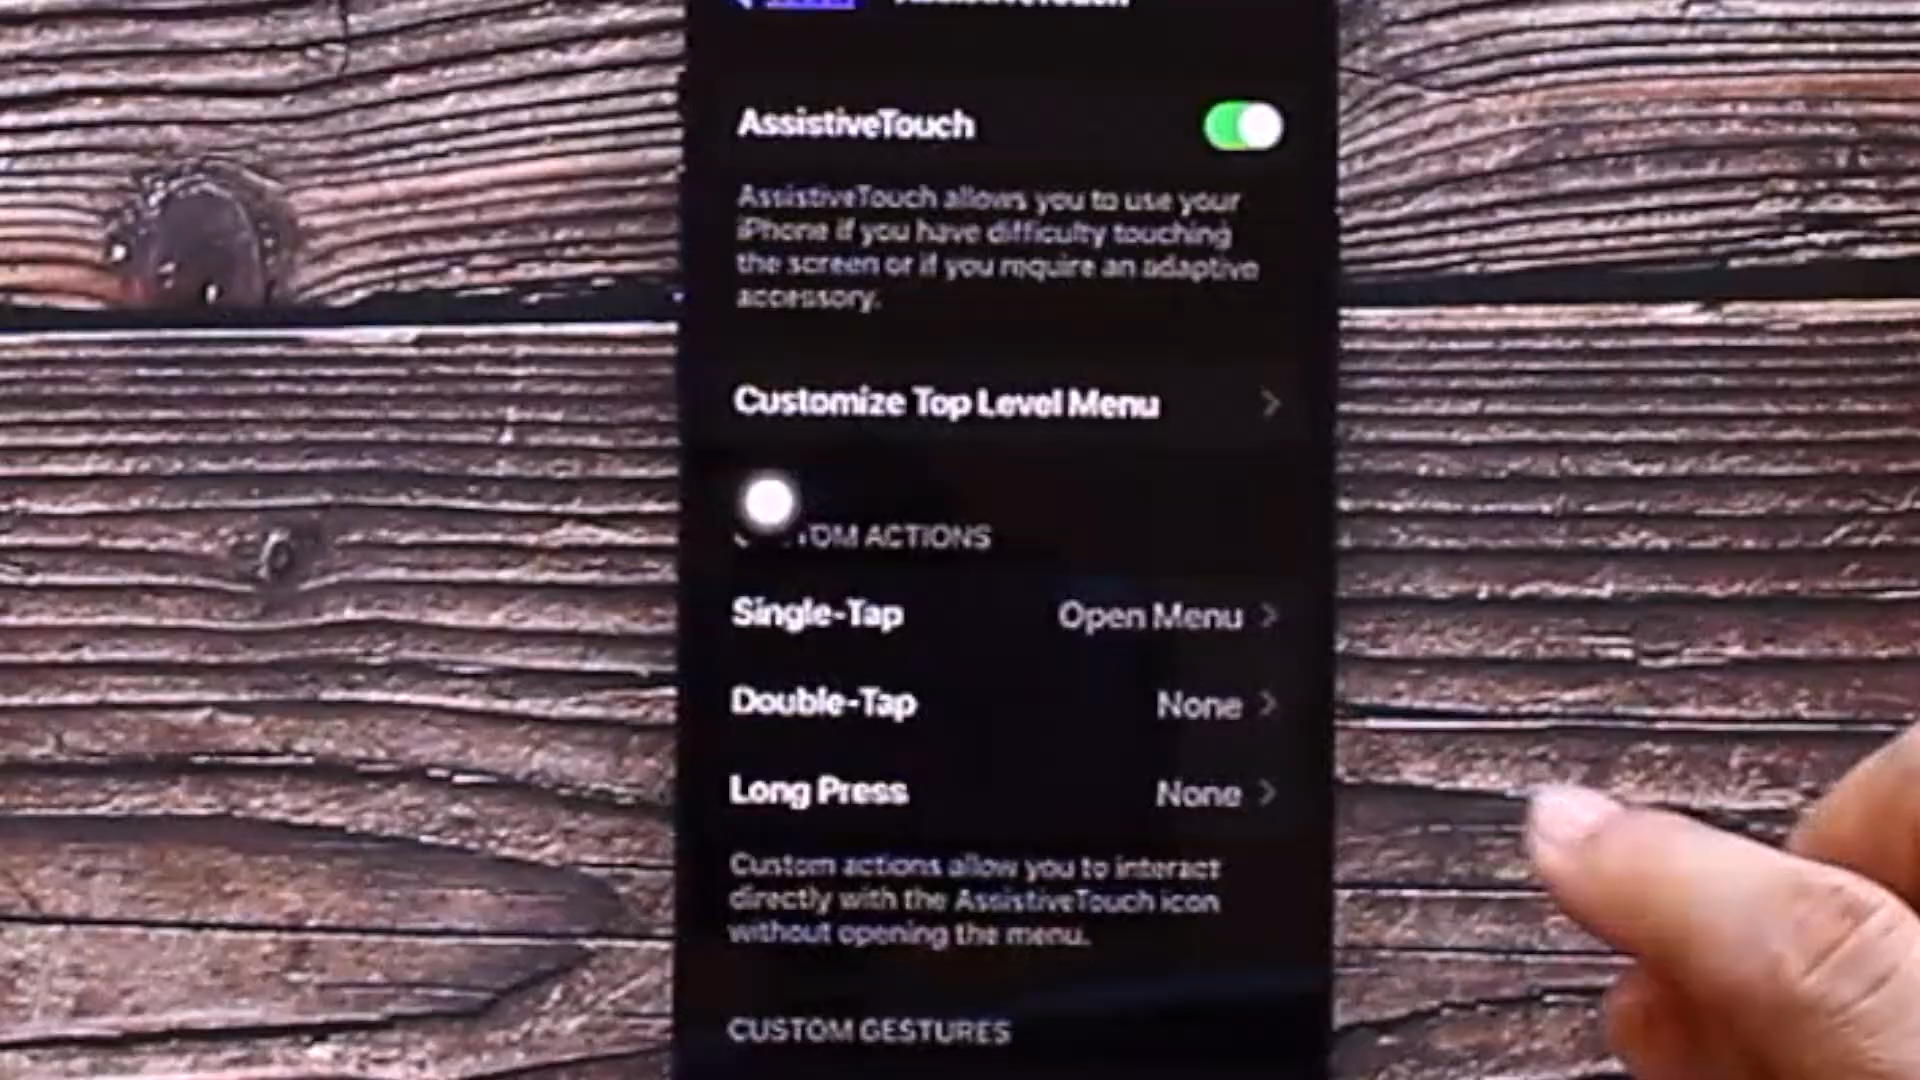 AssistiveTouch
AssistiveTouch allows you to use your
iPhone if you have difficulty touching
the screen or if you require an adaptive
accessory.
Customize Top Level Menu
TOM ACTIONS
Single-Tap Open Menu
Double-Tap None
Long Press None
Custom actions allow you to interact
directly with the AssistiveTouch icon
without opening the menu.
CUSTOM GESTURES